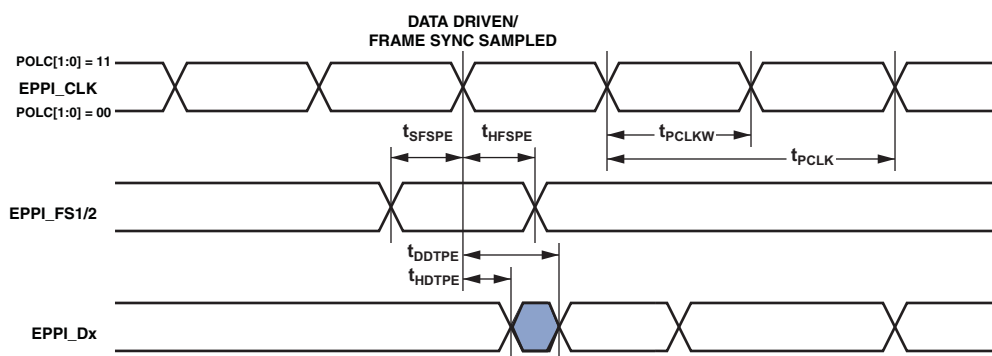 DATA DRIVEN/
FRAME SYNC SAMPLED
POLC[1:0] = 11
EPPI_CLK
POLC[1:0] = 00
tSFSPE
tHFSPE
tPCLKW
tPCLK
EPPI_FS1/2
tDDTPE
tHDTPE
EPPI_Dx